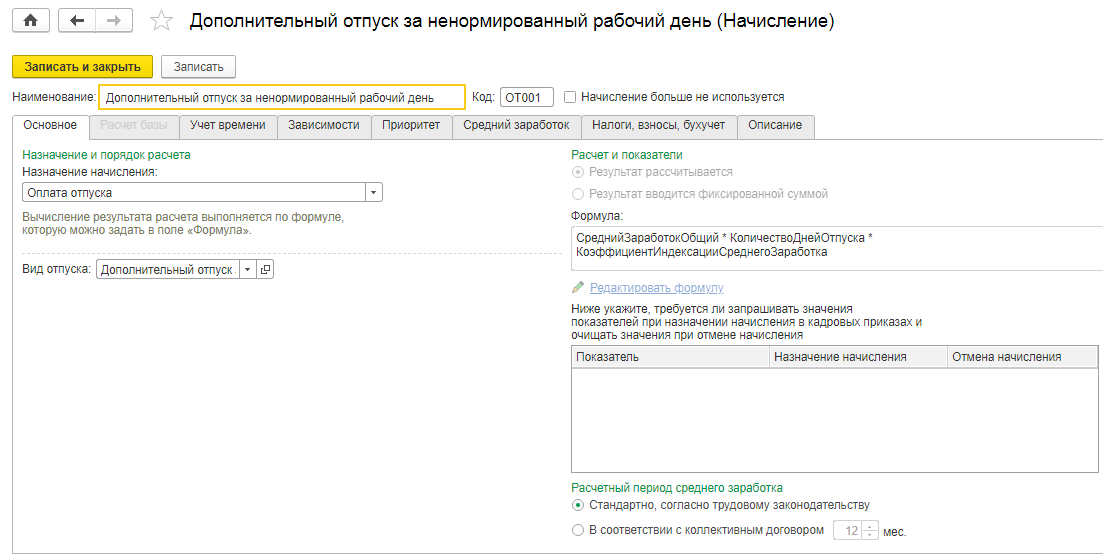 Дополнительный отпуск за ненормированный рабочий день (Начисление)
Записать и закрыть
Записать
Наименование: Дополнительный отпуск за ненормированный рабочий день Код: ОТ001 Начисление больше не используется
Основное Расчет базы Учет времени Зависимости Приоритет Средний заработок Налоги, взносы, бухучет Описание
Назначение и порядок расчета
Назначение начисления:
Оплата отпуска
Вычисление результата расчета выполняется по формуле,
которую можно задать в поле «Формула».
Вид отпуска: Дополнительный отпуск
Расчет и показатели
Результат рассчитывается
Результат вводится фиксированной суммой
Формула:
СреднийЗаработокОбщий * КоличествоДнейОтпуска *
КоэффициентИндексацииСреднегоЗаработка
Редактировать формулу
Ниже укажите, требуется ли запрашивать значения
показателей при назначении начисления в кадровых приказах и
очищать значения при отмене начисления
Показатель Назначение начисления Отмена начисления
Расчетный период среднего заработка
Стандартно, согласно трудовому законодательству
В соответствии с коллективным договором 12 мес.